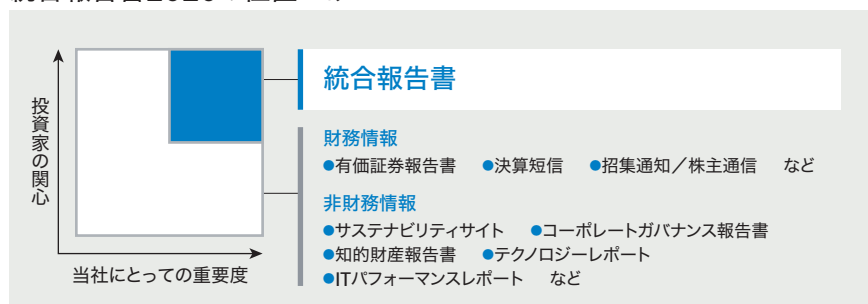 統合報告書
投資家の関心
財務情報
●有価証券報告書 ●決算短信 ●招集通知／株主通信 など
非財務情報
●サステナビリティサイト ●コーポレートガバナンス報告書
●知的財産報告書 ●テクノロジーレポート
●ITパフォーマンスレポート など
当社にとっての重要度